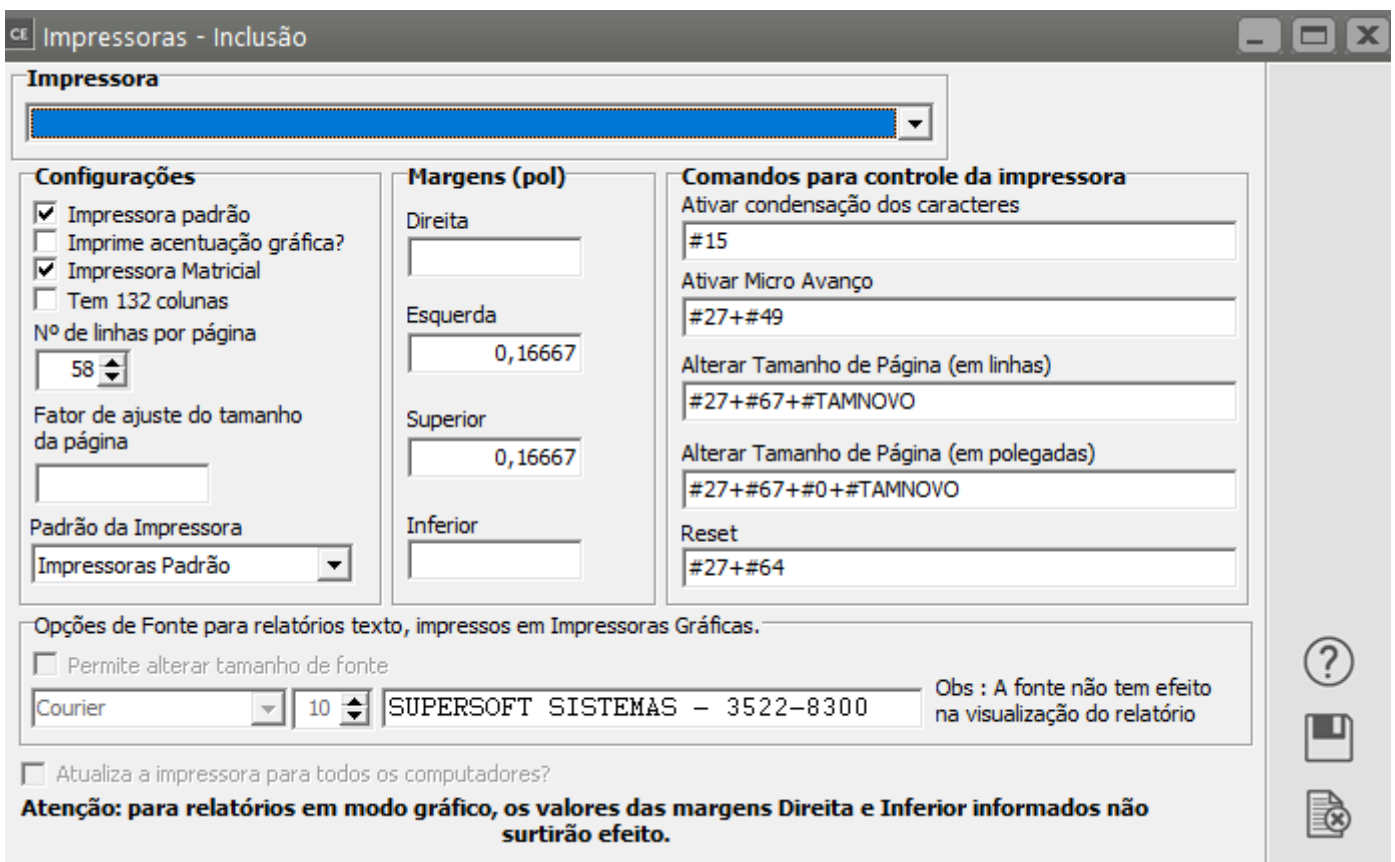 CE Impressoras - Inclusão
Impressora
Configurações
Impressora padrão
Imprime acentuação gráfica?
Impressora Matricial
Tem 132 colunas
Nº de linhas por página
58
Fator de ajuste do tamanho
da página
Padrão da Impressora
Impressoras Padrão
Margens (pol)
Direita
Esquerda
0,16667
Superior
0,16667
Inferior
Comandos para controle da impressora
Ativar condensação dos caracteres
#15
Ativar Micro Avanço
#27+#49
Alterar Tamanho de Página (em linhas)
#27+#67+#TAMNOVO
Alterar Tamanho de Página (em polegadas)
#27+#67+#0+#TAMNOVO
Reset
#27+#64
Opções de Fonte para relatórios texto, impressos em Impressoras Gráficas.
Permite alterar tamanho de fonte
Courier
10
SUPERSOFT SISTEMAS - 3522-8300
Obs : A fonte não tem efeito
na visualização do relatório
Atualiza a impressora para todos os computadores?
Atenção: para relatórios em modo gráfico, os valores das margens Direita e Inferior informados não
surtirão efeito.